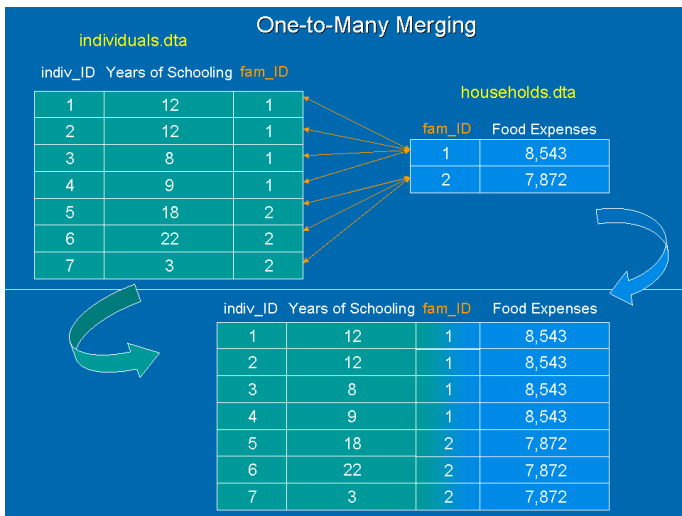 One-to-Many Merging
individuals.dta
indiv_ID Years of Schooling fam_ID
1 12 1
2 12 1
3 8 1
4 9 1
5 18 2
6 22 2
7 3 2
households.dta
fam_ID Food Expenses
1 8,543
2 7,872
indiv_ID Years of Schooling fam_ID Food Expenses
1 12 1 8,543
2 12 1 8,543
3 8 1 8,543
4 9 1 8,543
5 18 2 7,872
6 22 2 7,872
7 3 2 7,872